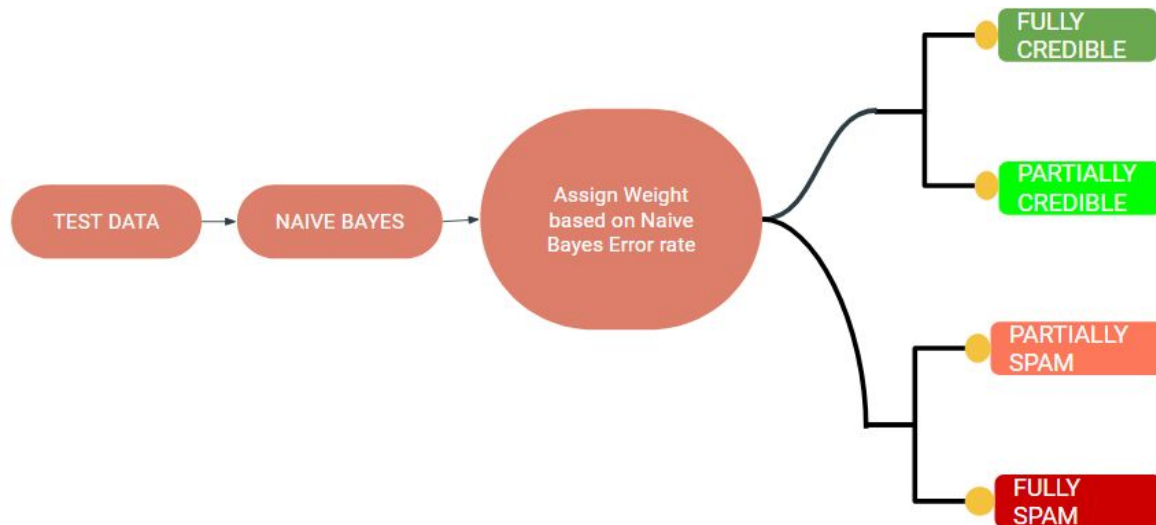 TEST DATA
NAIVE BAYES
Assign Weight
based on Naive
Bayes Error rate
FULLY
CREDIBLE
PARTIALLY
CREDIBLE
PARTIALLY
SPAM
FULLY
SPAM